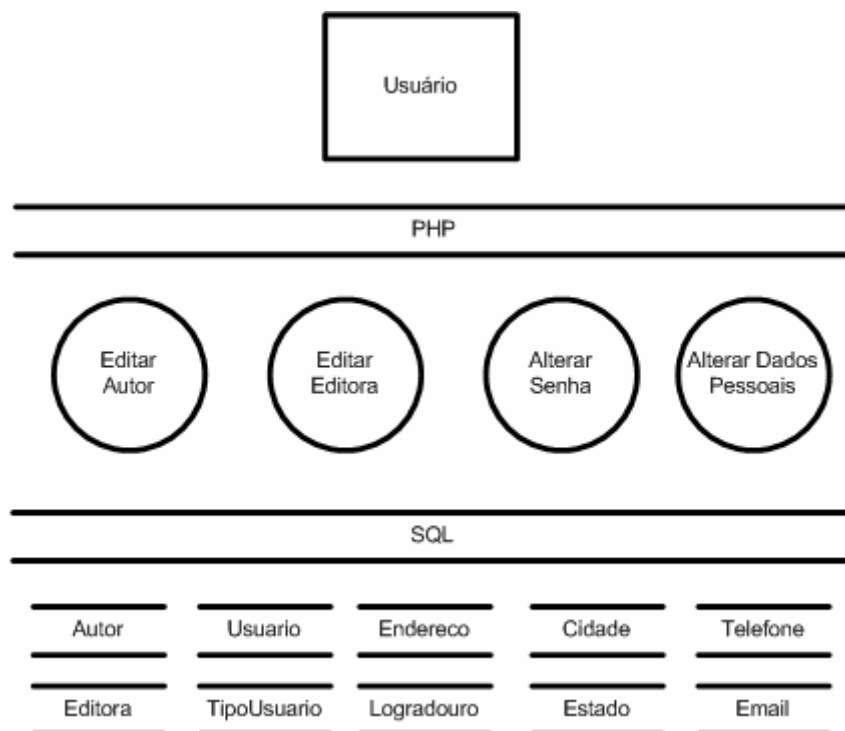 Usuário
PHP
Editar
Autor
Editar
Editora
Alterar
Senha
Alterar Dados
Pessoais
SQL
Autor
Usuario
Endereco
Cidade
Telefone
Editora
TipoUsuario
Logradouro
Estado
Email